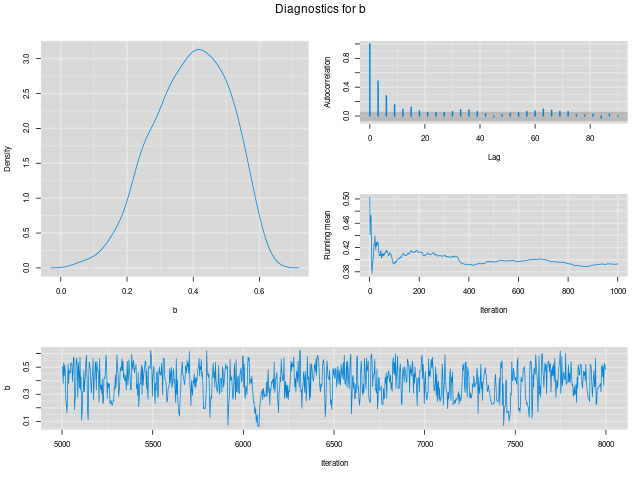 Diagnostics for b
Density
0.0 0.5 1.0 1.5 2.0 2.5 3.0
0.0 0.2 0.4 0.6
b
Autocorrelation
0.0 0.4 0.8
0 20 40 60 80
Lag
Running mean
0.38 0.42 0.46 0.50
0 200 400 600 800 1000
Iteration
b
0.1 0.3 0.5
5000 5500 6000 6500 7000 7500 8000
Iteration